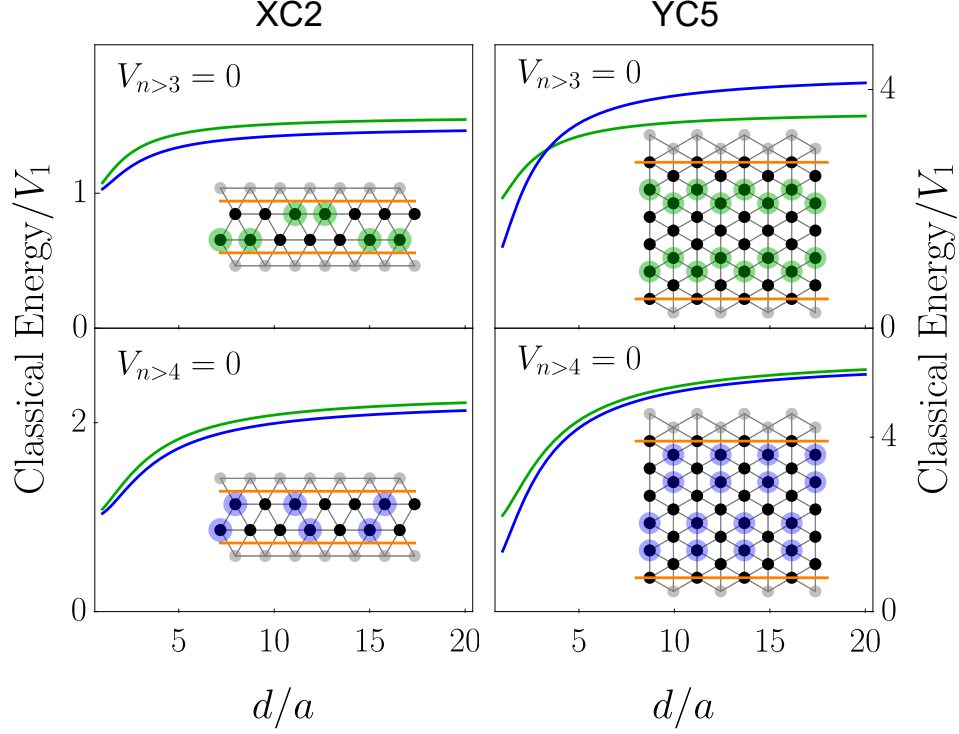 XC2
YC5
V_{n>3} = 0
V_{n>3} = 0
4
1
0
0
V_{n>4} = 0
V_{n>4} = 0
2
4
0
0
5
10
15
20
5
10
15
20
d/a
d/a
Classical Energy/V_1
Classical Energy/V_1